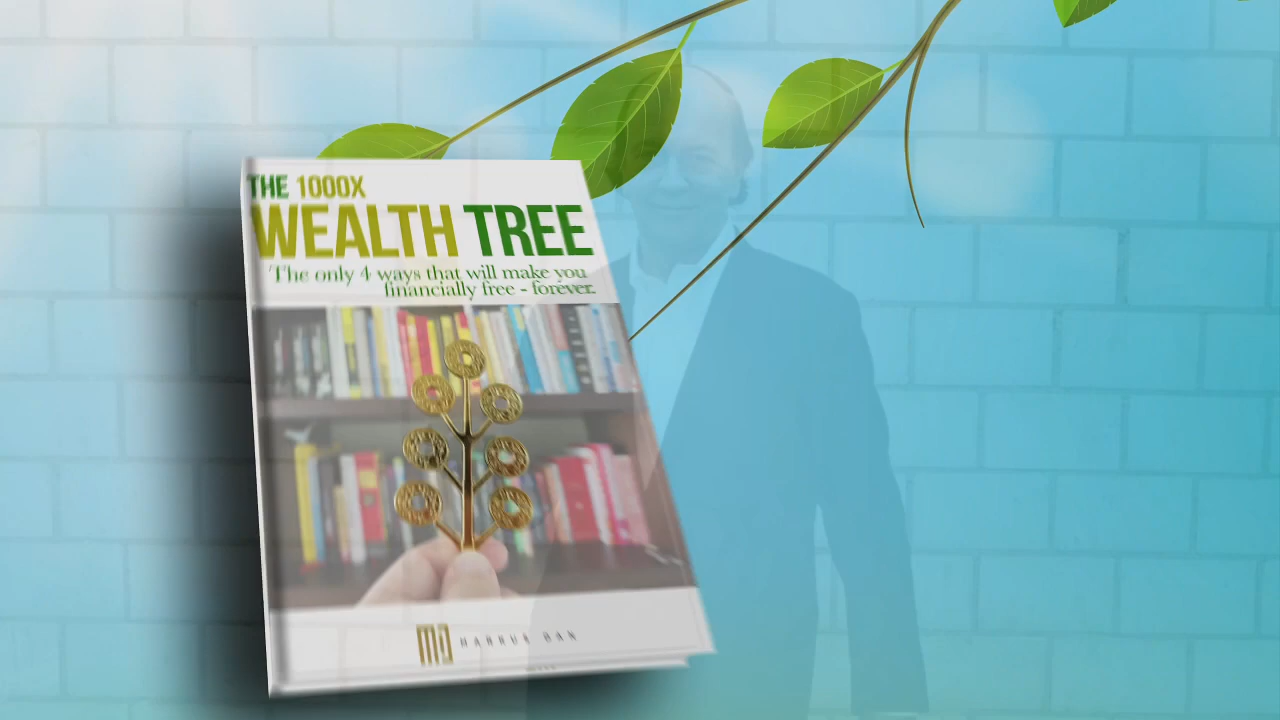 THE 1000X
WEALTH TREE
The only 4 ways that will make you
financially free - forever.